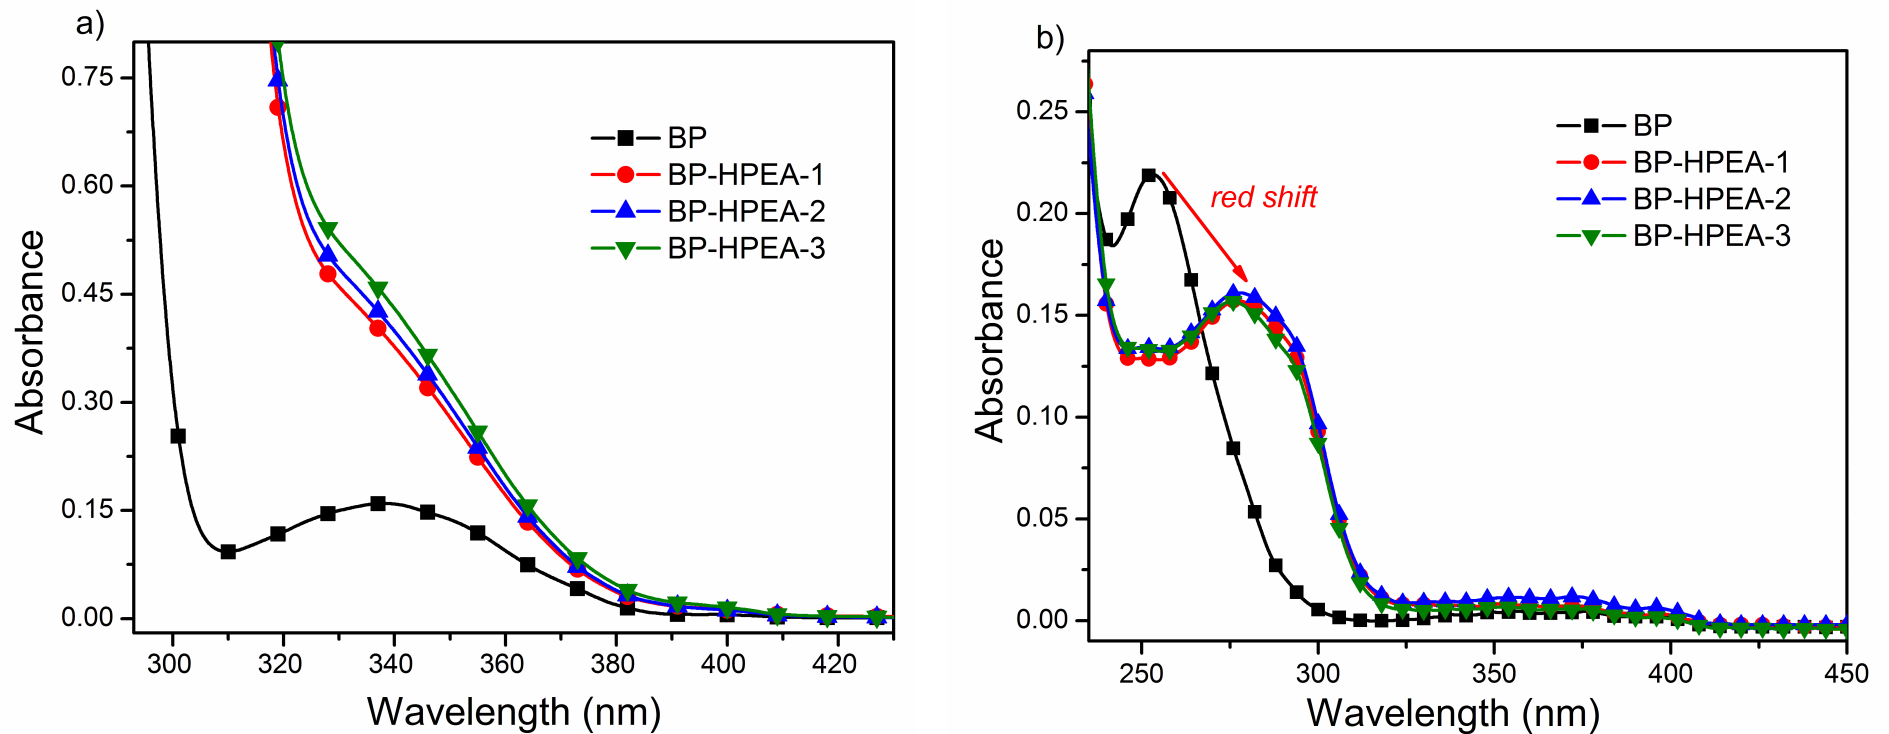 a)
0.75
0.60
0.45
0.30
0.15
0.00
Absorbance
BP
BP-HPEA-1
BP-HPEA-2
BP-HPEA-3
300 320 340 360 380 400 420
Wavelength (nm)
b)
0.25
0.20
0.15
0.10
0.05
0.00
Absorbance
red shift
BP
BP-HPEA-1
BP-HPEA-2
BP-HPEA-3
250 300 350 400 450
Wavelength (nm)